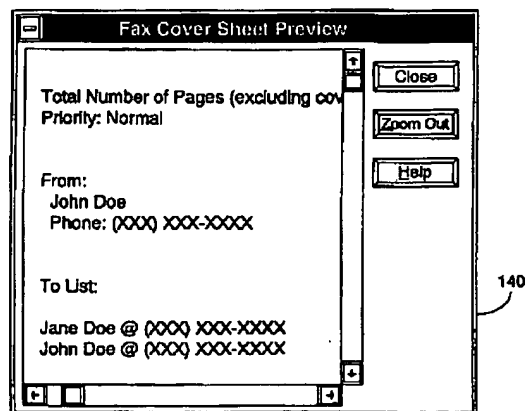 Fax Cover Sheet Preview
Total Number of Pages (excluding cov
Priority: Normal
From:
John Doe
Phone: (XXX) XXX-XXXX
To List:
Jane Doe @ (XXX) XXX-XXXX
John Doe @ (XXX) XXX-XXXX
Close
Zoom Out
Help
140